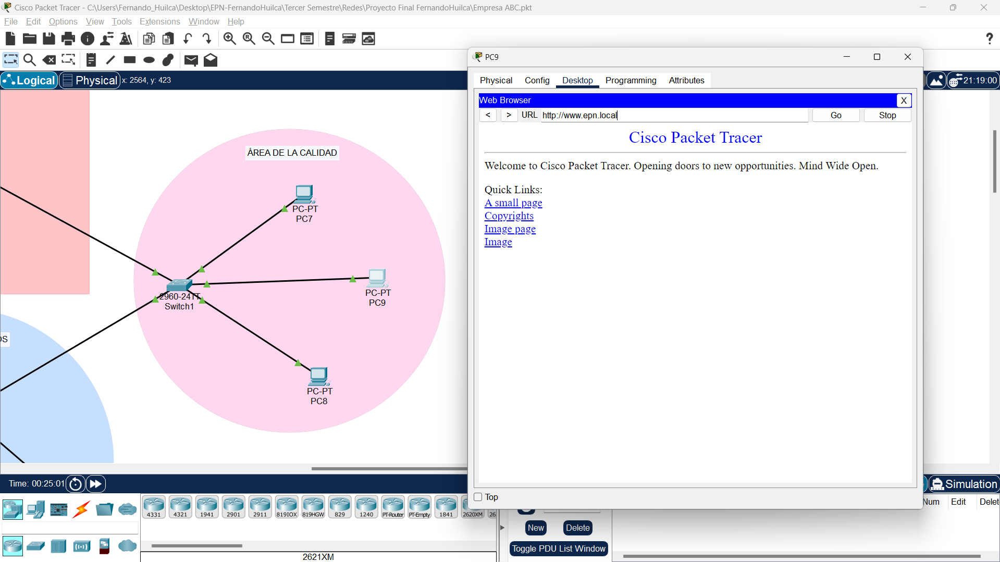 Cisco Packet Tracer - C:\Users\Fernando_Huilca\Desktop\EPN-FernandoHuilca\Tercer Semestre\Redes\Proyecto Final FernandoHuilca\Empresa ABC.pkt
File Edit Options View Tools Extensions Window Help
?
Logical Physical x: 2564, y: 423
21:19:00
PC9
Physical Config Desktop Programming Attributes
Web Browser X
< > URL http://www.epn.local Go Stop
Cisco Packet Tracer
Welcome to Cisco Packet Tracer. Opening doors to new opportunities. Mind Wide Open.
Quick Links:
A small page
Copyrights
Image page
Image
Top
ÁREA DE LA CALIDAD
PC-PT
PC7
PC-PT
PC9
2960-24TT
Switch1
OS
PC-PT
PC8
Time: 00:25:01
Simulation
Num Edit Delet
4331 4321 1941 2901 2911 819IOX 819HGW 829 1240 PT-Router PT-Empty 1841 2620XM 26
New Delete
Toggle PDU List Window
2621XM